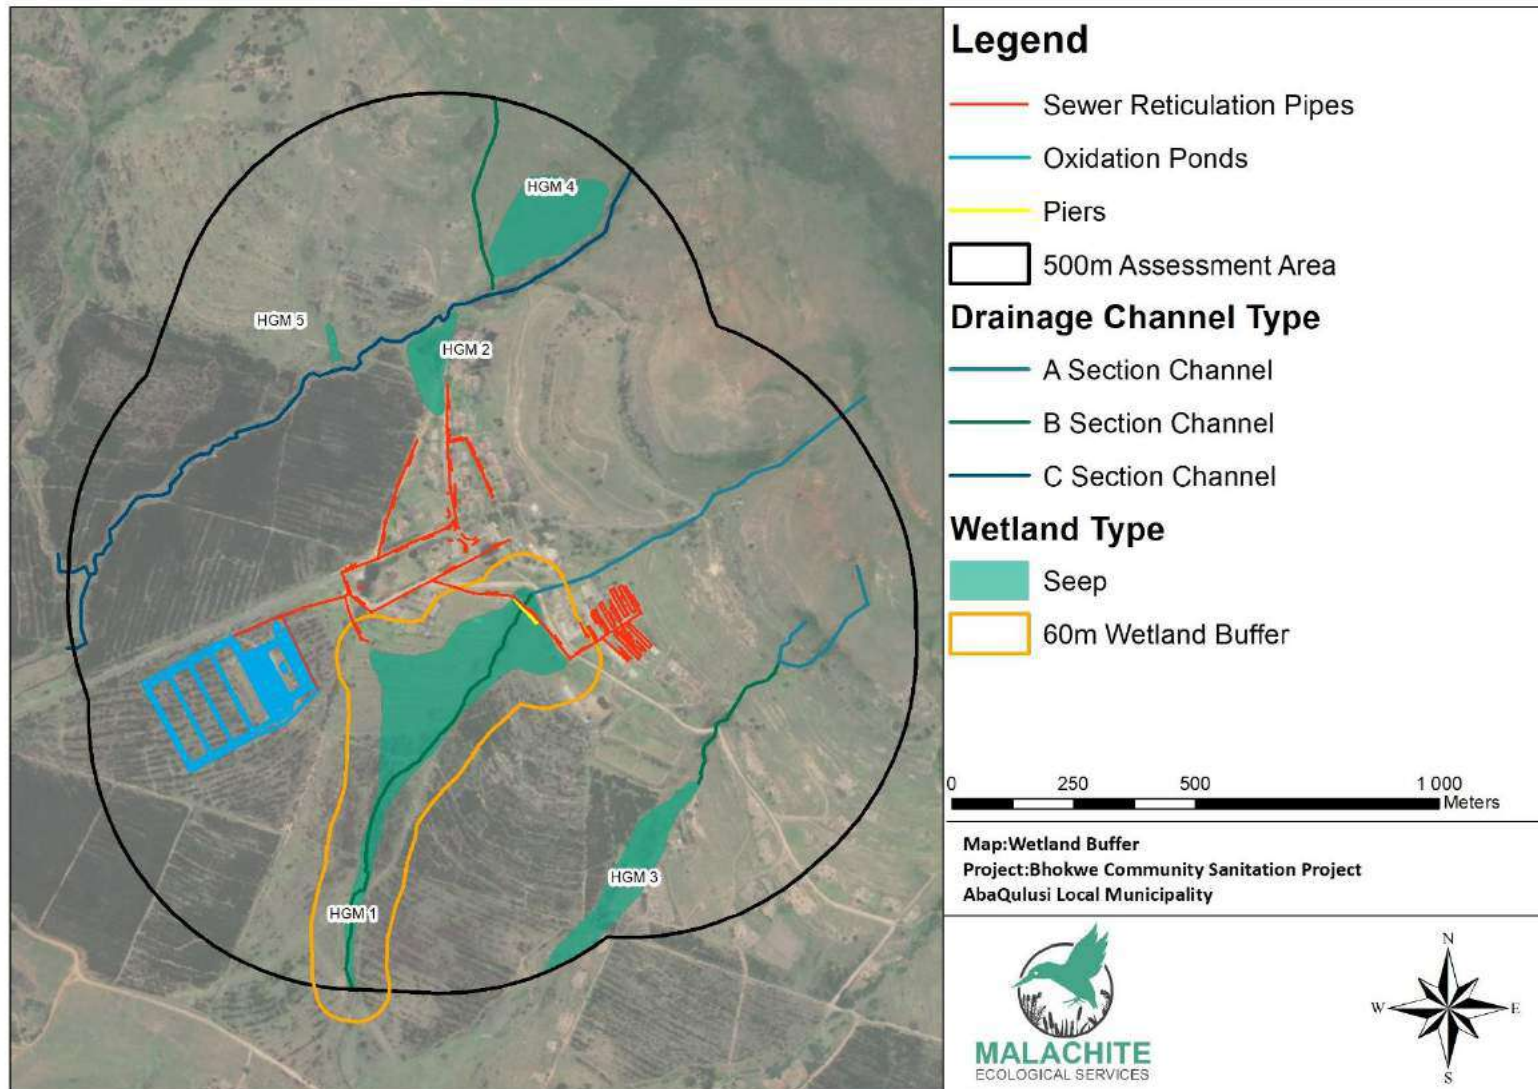 HGM 4
HGM 5
HGM 2
HGM 3
HGM 1
Legend
Sewer Reticulation Pipes
Oxidation Ponds
Piers
500m Assessment Area
Drainage Channel Type
A Section Channel
B Section Channel
C Section Channel
Wetland Type
Seep
60m Wetland Buffer
0 250 500 1 000
Meters
Map:Wetland Buffer
Project:Bhokwe Community Sanitation Project
AbaQulusi Local Municipality
MALACHITE
ECOLOGICAL SERVICES
N
W E
S